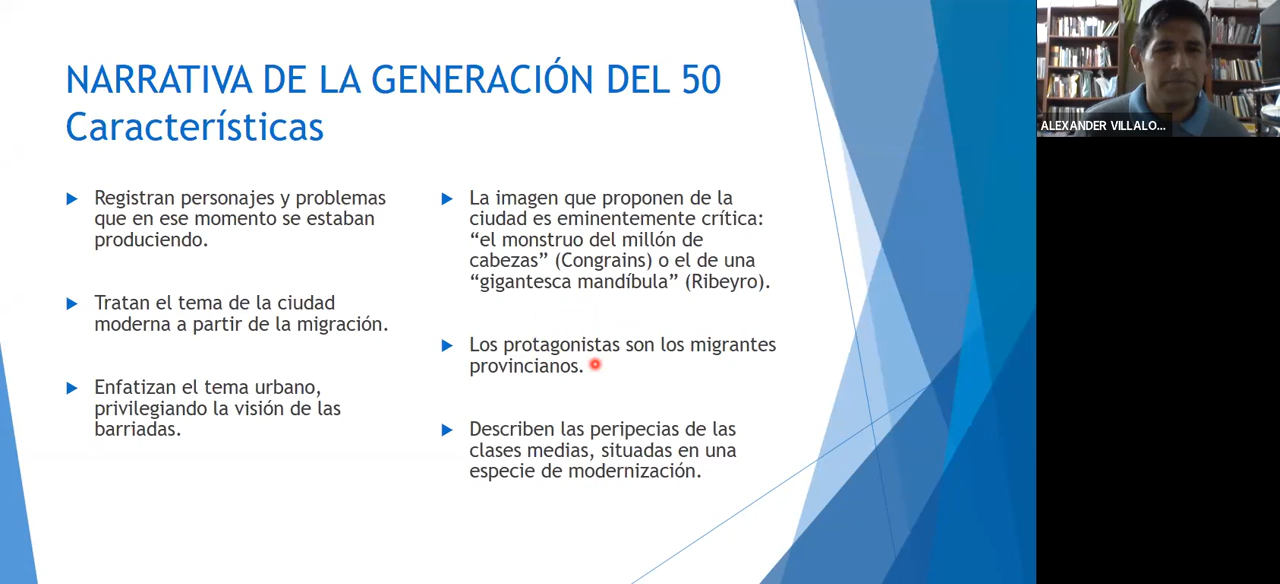 NARRATIVA DE LA GENERACIÓN DEL 50
Características
Registran personajes y problemas
que en ese momento se estaban
produciendo.
Tratan el tema de la ciudad
moderna a partir de la migración.
Enfatizan el tema urbano,
privilegiando la visión de las
barriadas.
La imagen que proponen de la
ciudad es eminentemente crítica:
“el monstruo del millón de
cabezas” (Congrains) o el de una
“gigantesca mandíbula” (Ribeyro).
Los protagonistas son los migrantes
provincianos.
Describen las peripecias de las
clases medias, situadas en una
especie de modernización.
ALEXANDER VILLALO...